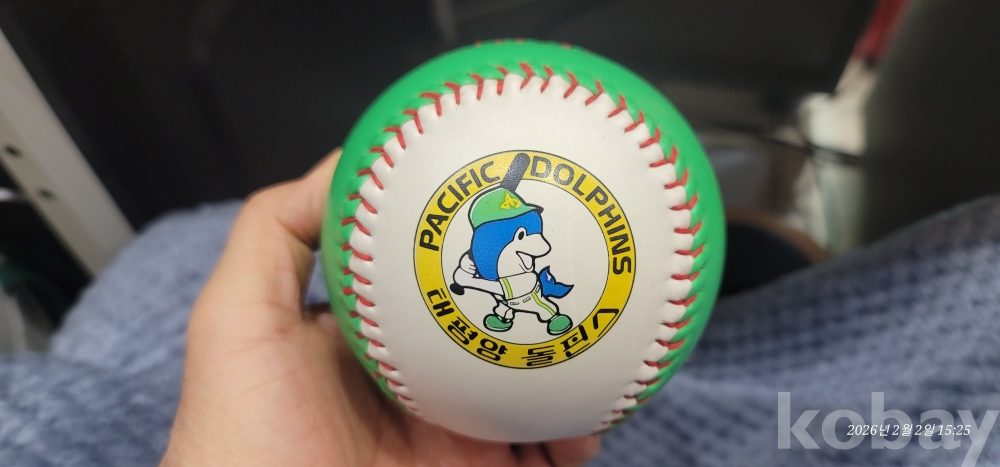 PACIFIC DOLPHINS
태평양 돌핀스
kobay
2026년 2월 2일 15:25